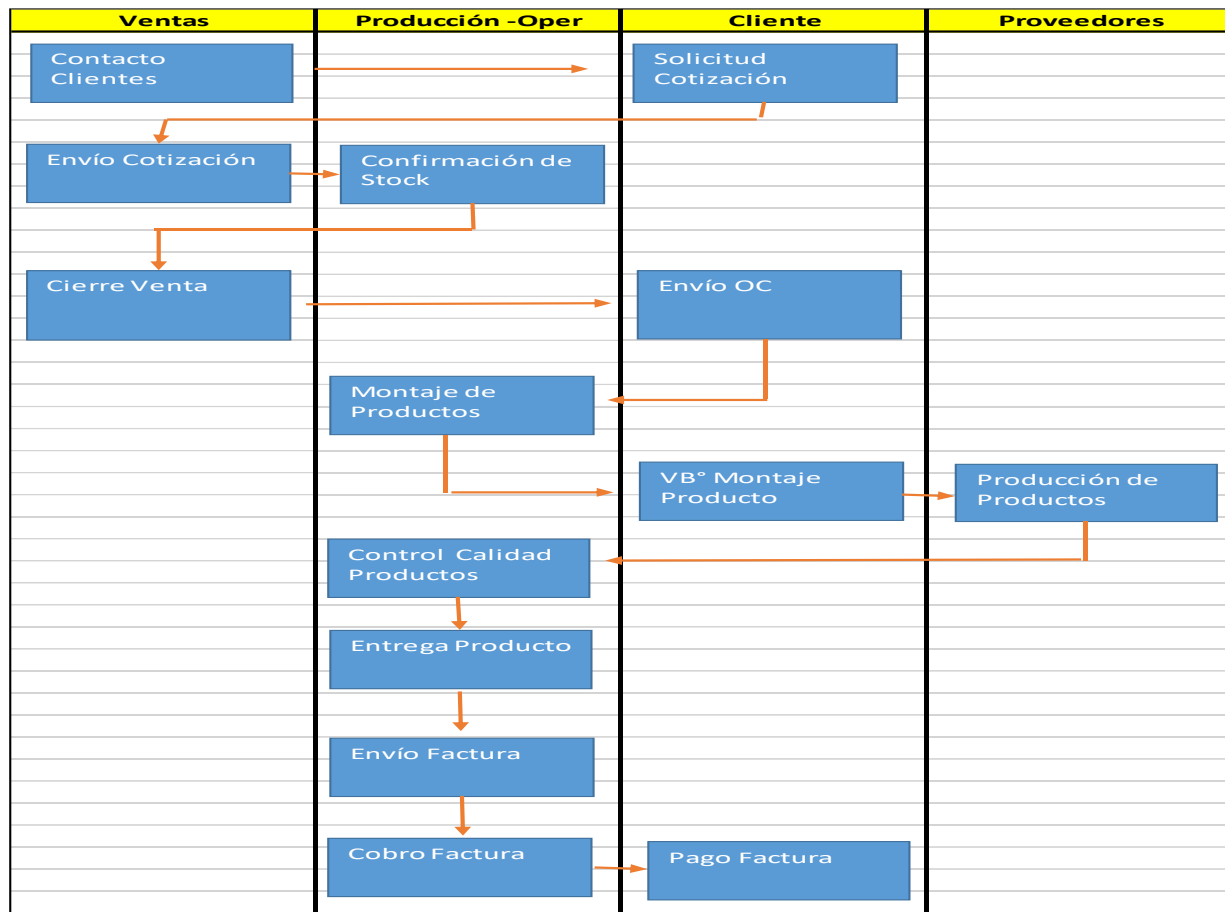 Ventas
Producción -Oper
Cliente
Proveedores
Contacto
Clientes
Solicitud
Cotización
Envío Cotización
Confirmación de
Stock
Cierre Venta
Envío OC
Montaje de
Productos
VB° Montaje
Producto
Producción de
Productos
Control Calidad
Productos
Entrega Producto
Envío Factura
Cobro Factura
Pago Factura